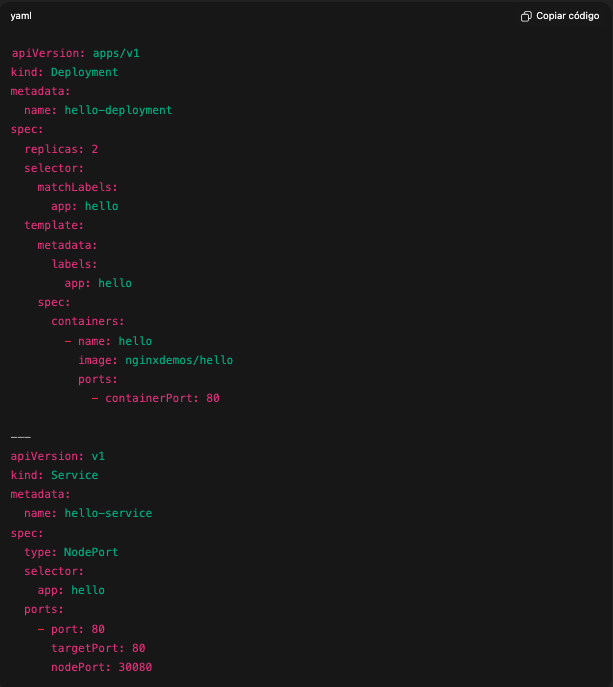 yaml
Copiar código
apiVersion: apps/v1
kind: Deployment
metadata:
  name: hello-deployment
spec:
  replicas: 2
  selector:
    matchLabels:
      app: hello
  template:
    metadata:
      labels:
        app: hello
    spec:
      containers:
        - name: hello
          image: nginxdemos/hello
          ports:
            - containerPort: 80
---
apiVersion: v1
kind: Service
metadata:
  name: hello-service
spec:
  type: NodePort
  selector:
    app: hello
  ports:
    - port: 80
      targetPort: 80
      nodePort: 30080